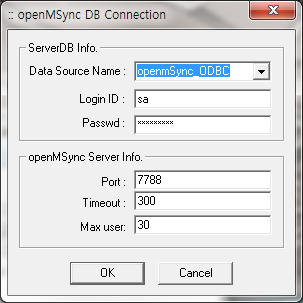 :: openMSync DB Connection
ServerDB Info.
Data Source Name : openmSync_ODBC
Login ID : sa
Passwd : *********
openMSync Server Info.
Port : 7788
Timeout : 300
Max user: 30
OK Cancel